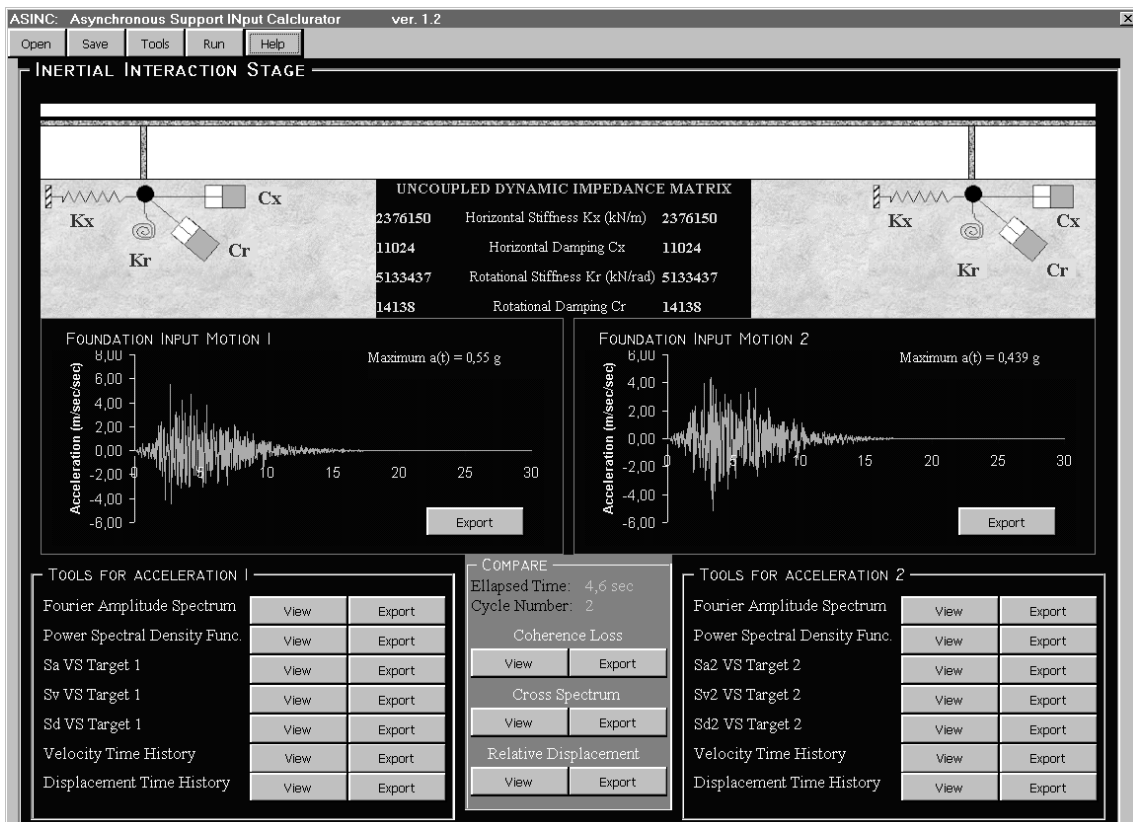 ASINC: Asynchronous Support INput Calclurator ver. 1.2
Open Save Tools Run Help
INERTIAL INTERACTION STAGE
Kx Cx Kr Cr
UNCOUPLED DYNAMIC IMPEDANCE MATRIX
2376150 Horizontal Stiffness Kx (kN/m) 2376150
11024 Horizontal Damping Cx 11024
5133437 Rotational Stiffness Kr (kN/rad) 5133437
14138 Rotational Damping Cr 14138
Kx Cx Kr Cr
FOUNDATION INPUT MOTION 1
Maximum a(t) = 0,55 g
Acceleration (m/sec/sec)
8,00
6,00
4,00
2,00
0,00
-2,00
-4,00
-6,00
0 5 10 15 20 25 30
Export
FOUNDATION INPUT MOTION 2
Maximum a(t) = 0,439 g
Acceleration (m/sec/sec)
6,00
4,00
2,00
0,00
-2,00
-4,00
-6,00
0 5 10 15 20 25 30
Export
TOOLS FOR ACCELERATION 1
Fourier Amplitude Spectrum View Export
Power Spectral Density Func. View Export
Sa VS Target 1 View Export
Sv VS Target 1 View Export
Sd VS Target 1 View Export
Velocity Time History View Export
Displacement Time History View Export
COMPARE
Ellapsed Time: 4,6 sec
Cycle Number: 2
Coherence Loss
View Export
Cross Spectrum
View Export
Relative Displacement
View Export
TOOLS FOR ACCELERATION 2
Fourier Amplitude Spectrum View Export
Power Spectral Density Func. View Export
Sa2 VS Target 2 View Export
Sv2 VS Target 2 View Export
Sd2 VS Target 2 View Export
Velocity Time History View Export
Displacement Time History View Export